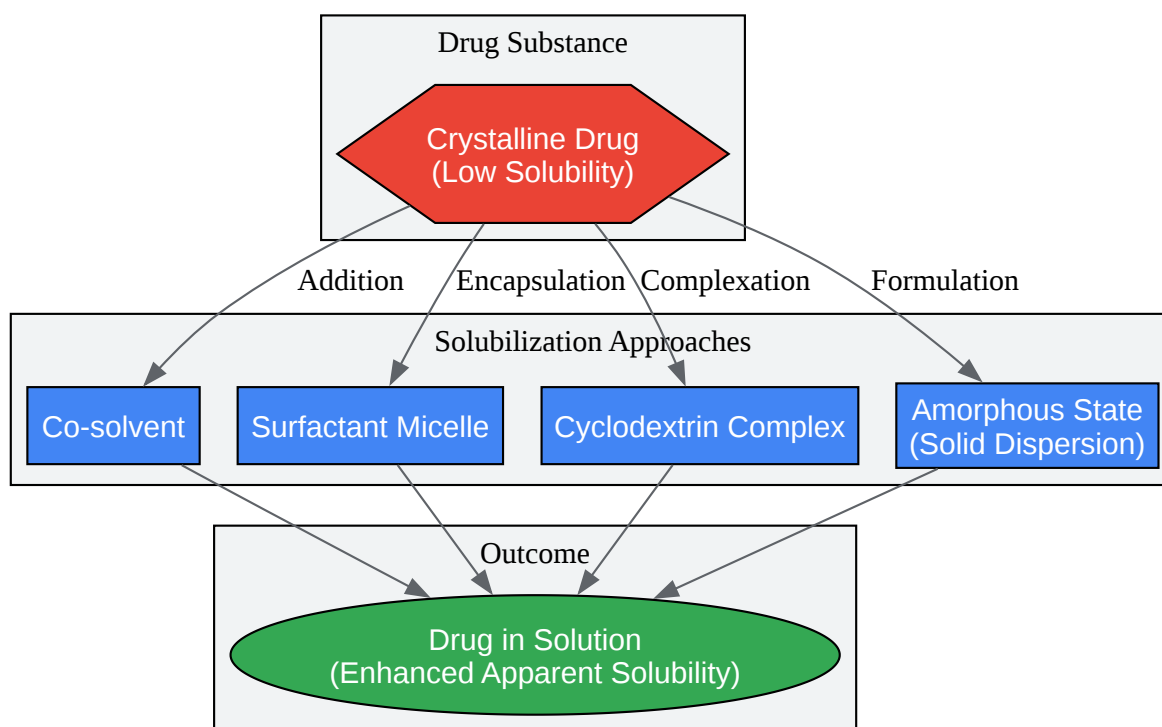 Drug Substance
Crystalline Drug
(Low Solubility)
Addition
Encapsulation
Complexation
Formulation
Solubilization Approaches
Co-solvent
Surfactant Micelle
Cyclodextrin Complex
Amorphous State
(Solid Dispersion)
Outcome
Drug in Solution
(Enhanced Apparent Solubility)